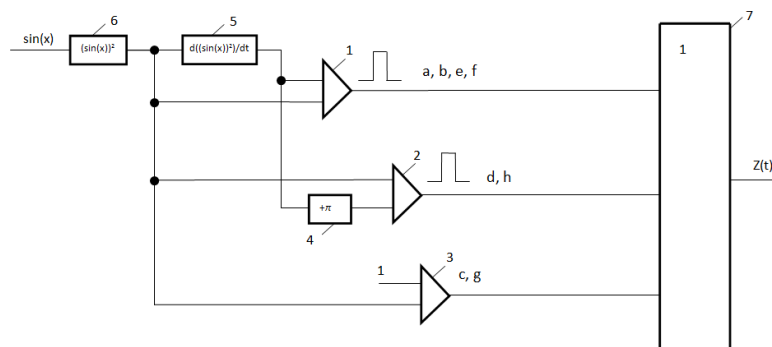 6
5
7
sin(x)
(sin(x))²
d((sin(x))²)/dt
1
1
a, b, e, f
2
Z(t)
d, h
+π
4
3
1
c, g